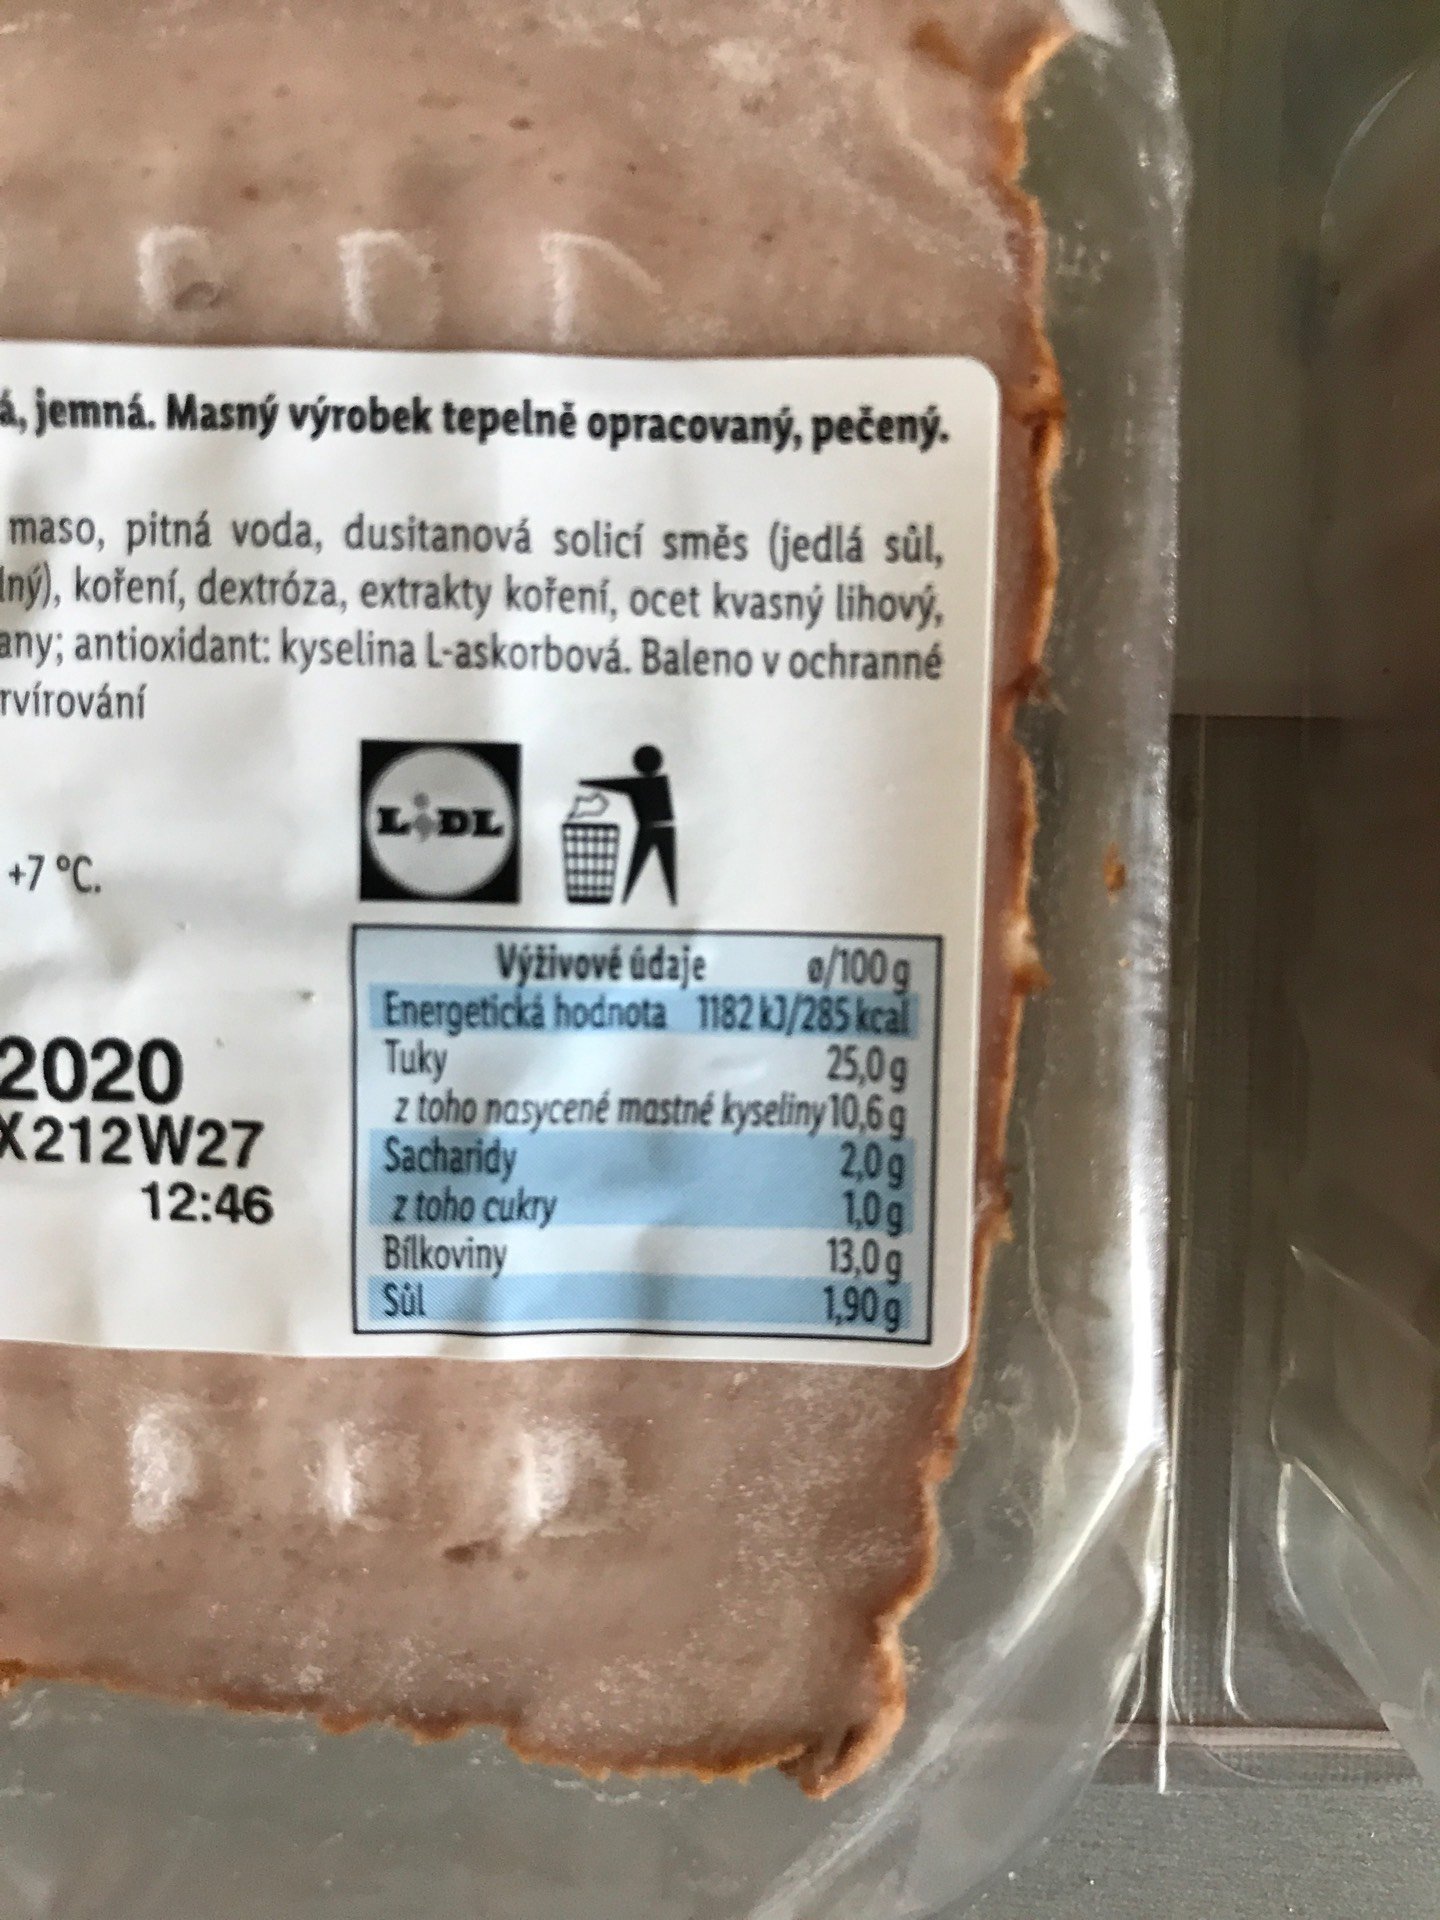 á, jemná. Masný výrobek tepelně opracovaný, pečený.
maso, pitná voda, dusitanová solicí směs (jedlá sůl,
lný), koření, dextróza, extrakty koření, ocet kvasný lihový,
any; antioxidant: kyselina L-askorbová. Baleno v ochranné
rvírování
LIDL
+7 °C.
Výživové údaje ø/100 g
Energetická hodnota 1182 kJ/285 kcal
Tuky 25,0 g
z toho nasycené mastné kyseliny 10,6 g
Sacharidy 2,0 g
z toho cukry 1,0 g
Bílkoviny 13,0 g
Sůl 1,90 g
2020
X212W27
12:46